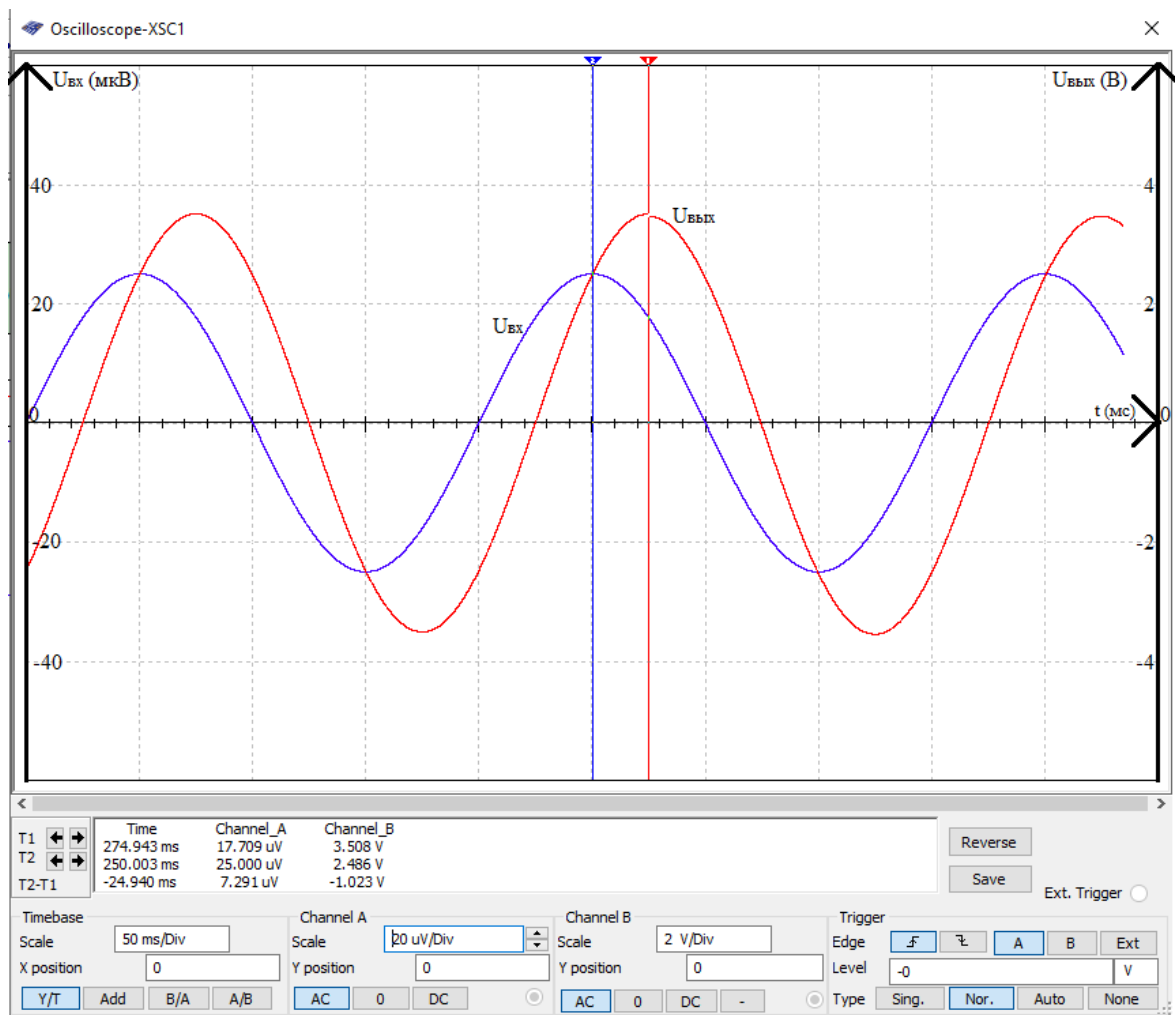 Oscilloscope-XSC1
Uвх (мкВ)
Uвых (В)
40
4
Uвых
20
2
Uвх
0
t (мс)
0
-20
-2
-40
-4
Time Channel_A Channel_B
T1 274.943 ms 17.709 uV 3.508 V
T2 250.003 ms 25.000 uV 2.486 V
T2-T1 -24.940 ms 7.291 uV -1.023 V
Reverse
Save
Ext. Trigger
Timebase
Scale 50 ms/Div
X position 0
Y/T Add B/A A/B
Channel A
Scale 20 uV/Div
Y position 0
AC 0 DC
Channel B
Scale 2 V/Div
Y position 0
AC 0 DC -
Trigger
Edge A B Ext
Level -0 V
Type Sing. Nor. Auto None